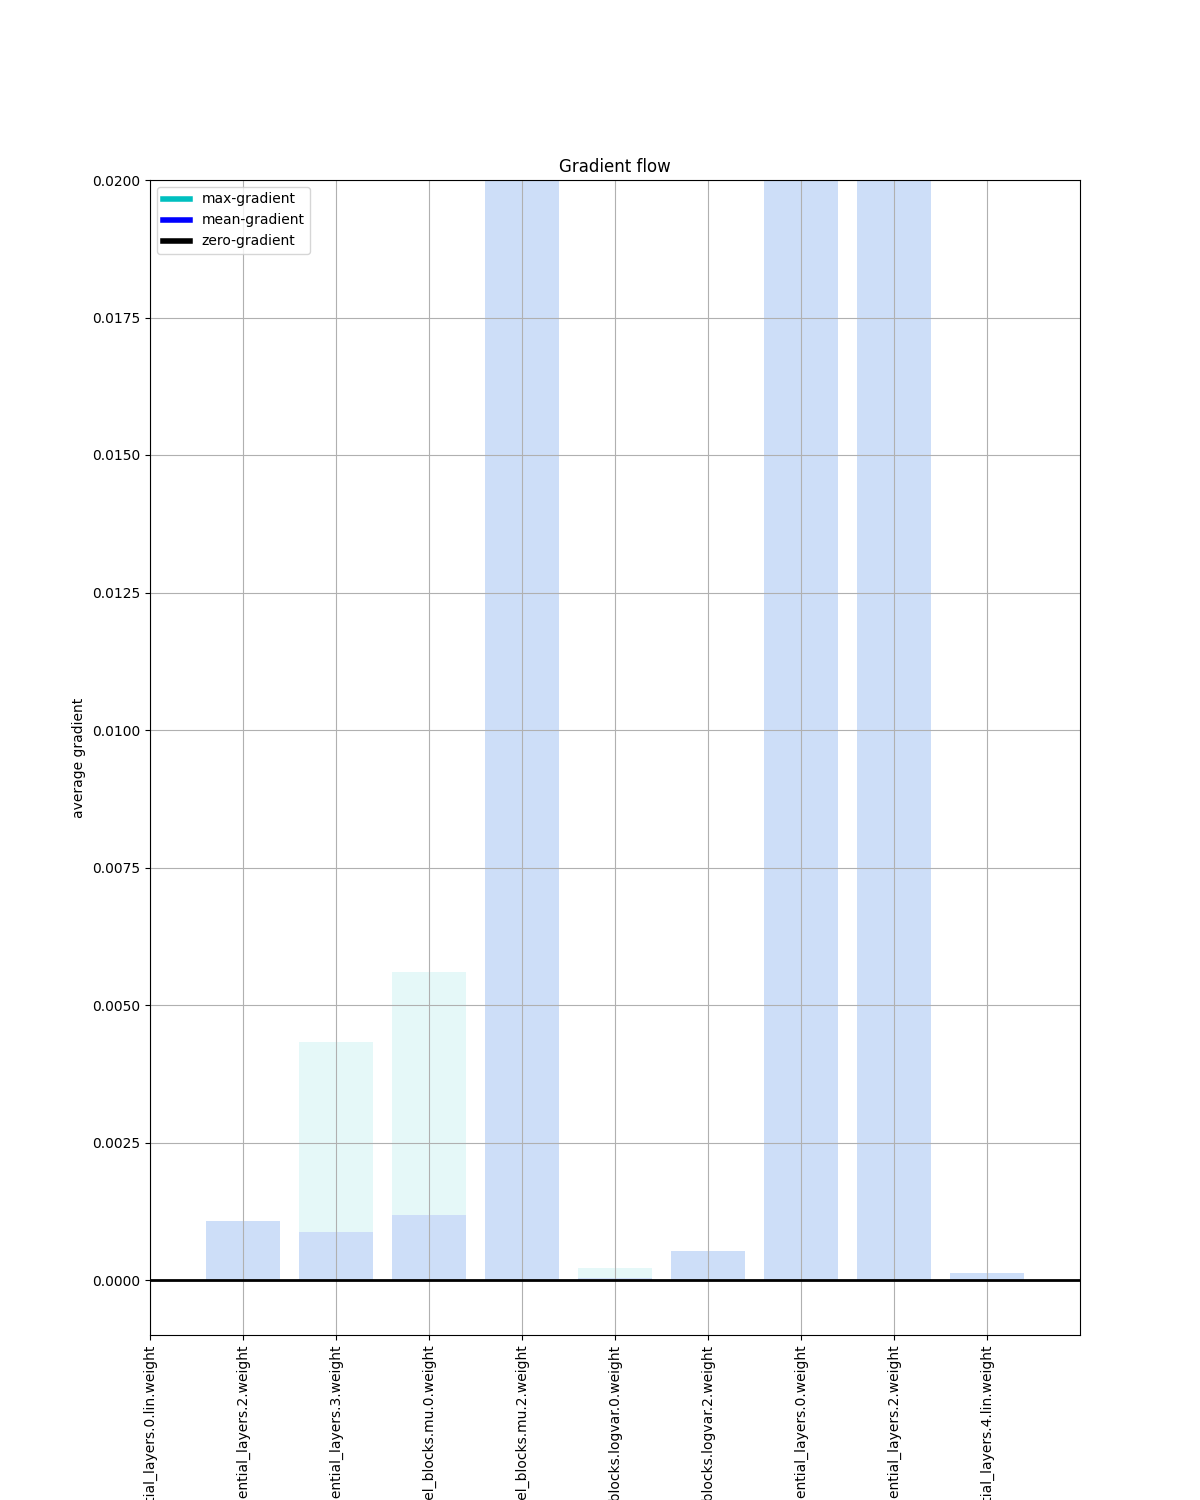 Gradient flow
max-gradient
mean-gradient
zero-gradient
0.0200
0.0175
0.0150
0.0125
0.0100
0.0075
0.0050
0.0025
0.0000
average gradient
tial_layers.0.lin.weight
ential_layers.2.weight
ential_layers.3.weight
el_blocks.mu.0.weight
el_blocks.mu.2.weight
blocks.logvar.0.weight
blocks.logvar.2.weight
ential_layers.0.weight
ential_layers.2.weight
tial_layers.4.lin.weight